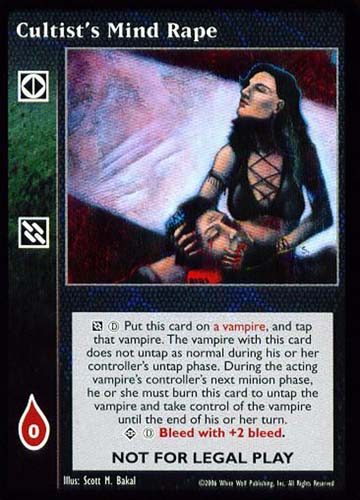 Cultist's Mind Rape
D Put this card on a vampire, and tap
that vampire. The vampire with this card
does not untap as normal during his or her
controller's untap phase. During the acting
vampire's controller's next minion phase,
he or she must burn this card to untap the
vampire and take control of the vampire
until the end of his or her turn.
D Bleed with +2 bleed.
NOT FOR LEGAL PLAY
0
Illus: Scott M. Bakal
©2006 White Wolf Publishing, Inc. All Rights Reserved